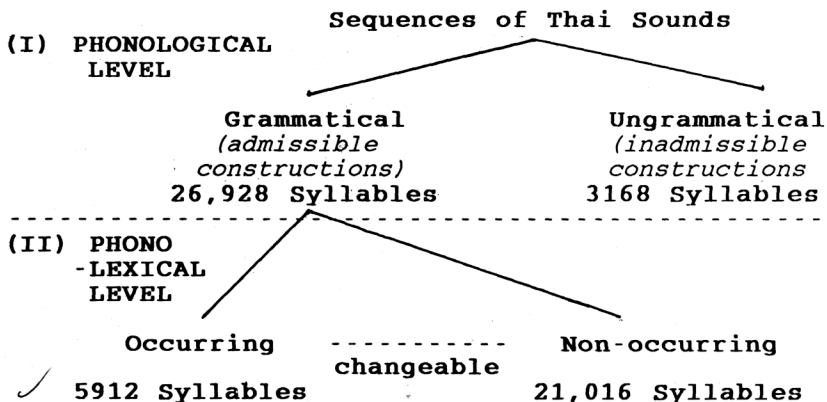 Sequences of Thai Sounds
(I) PHONOLOGICAL
LEVEL
Grammatical
(admissible
constructions)
26,928 Syllables
Ungrammatical
(inadmissible
constructions
3168 Syllables
(II) PHONO
-LEXICAL
LEVEL
Occurring ----------- Non-occurring
changeable
5912 Syllables 21,016 Syllables